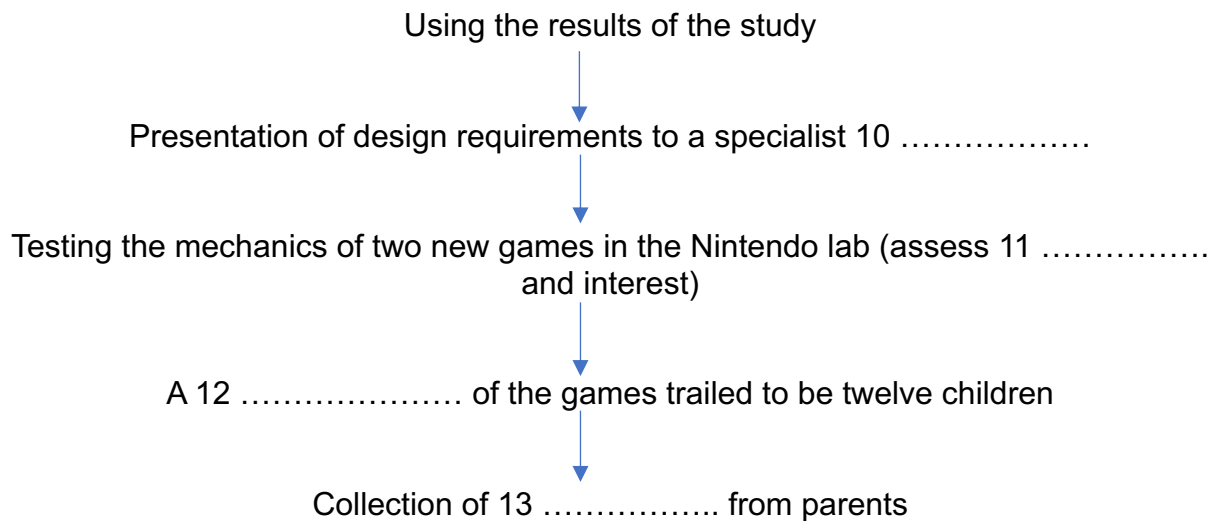 Using the results of the study
Presentation of design requirements to a specialist 10 ………………
Testing the mechanics of two new games in the Nintendo lab (assess 11 …………….
and interest)
A 12 ………………… of the games trailed to be twelve children
Collection of 13 …………….. from parents